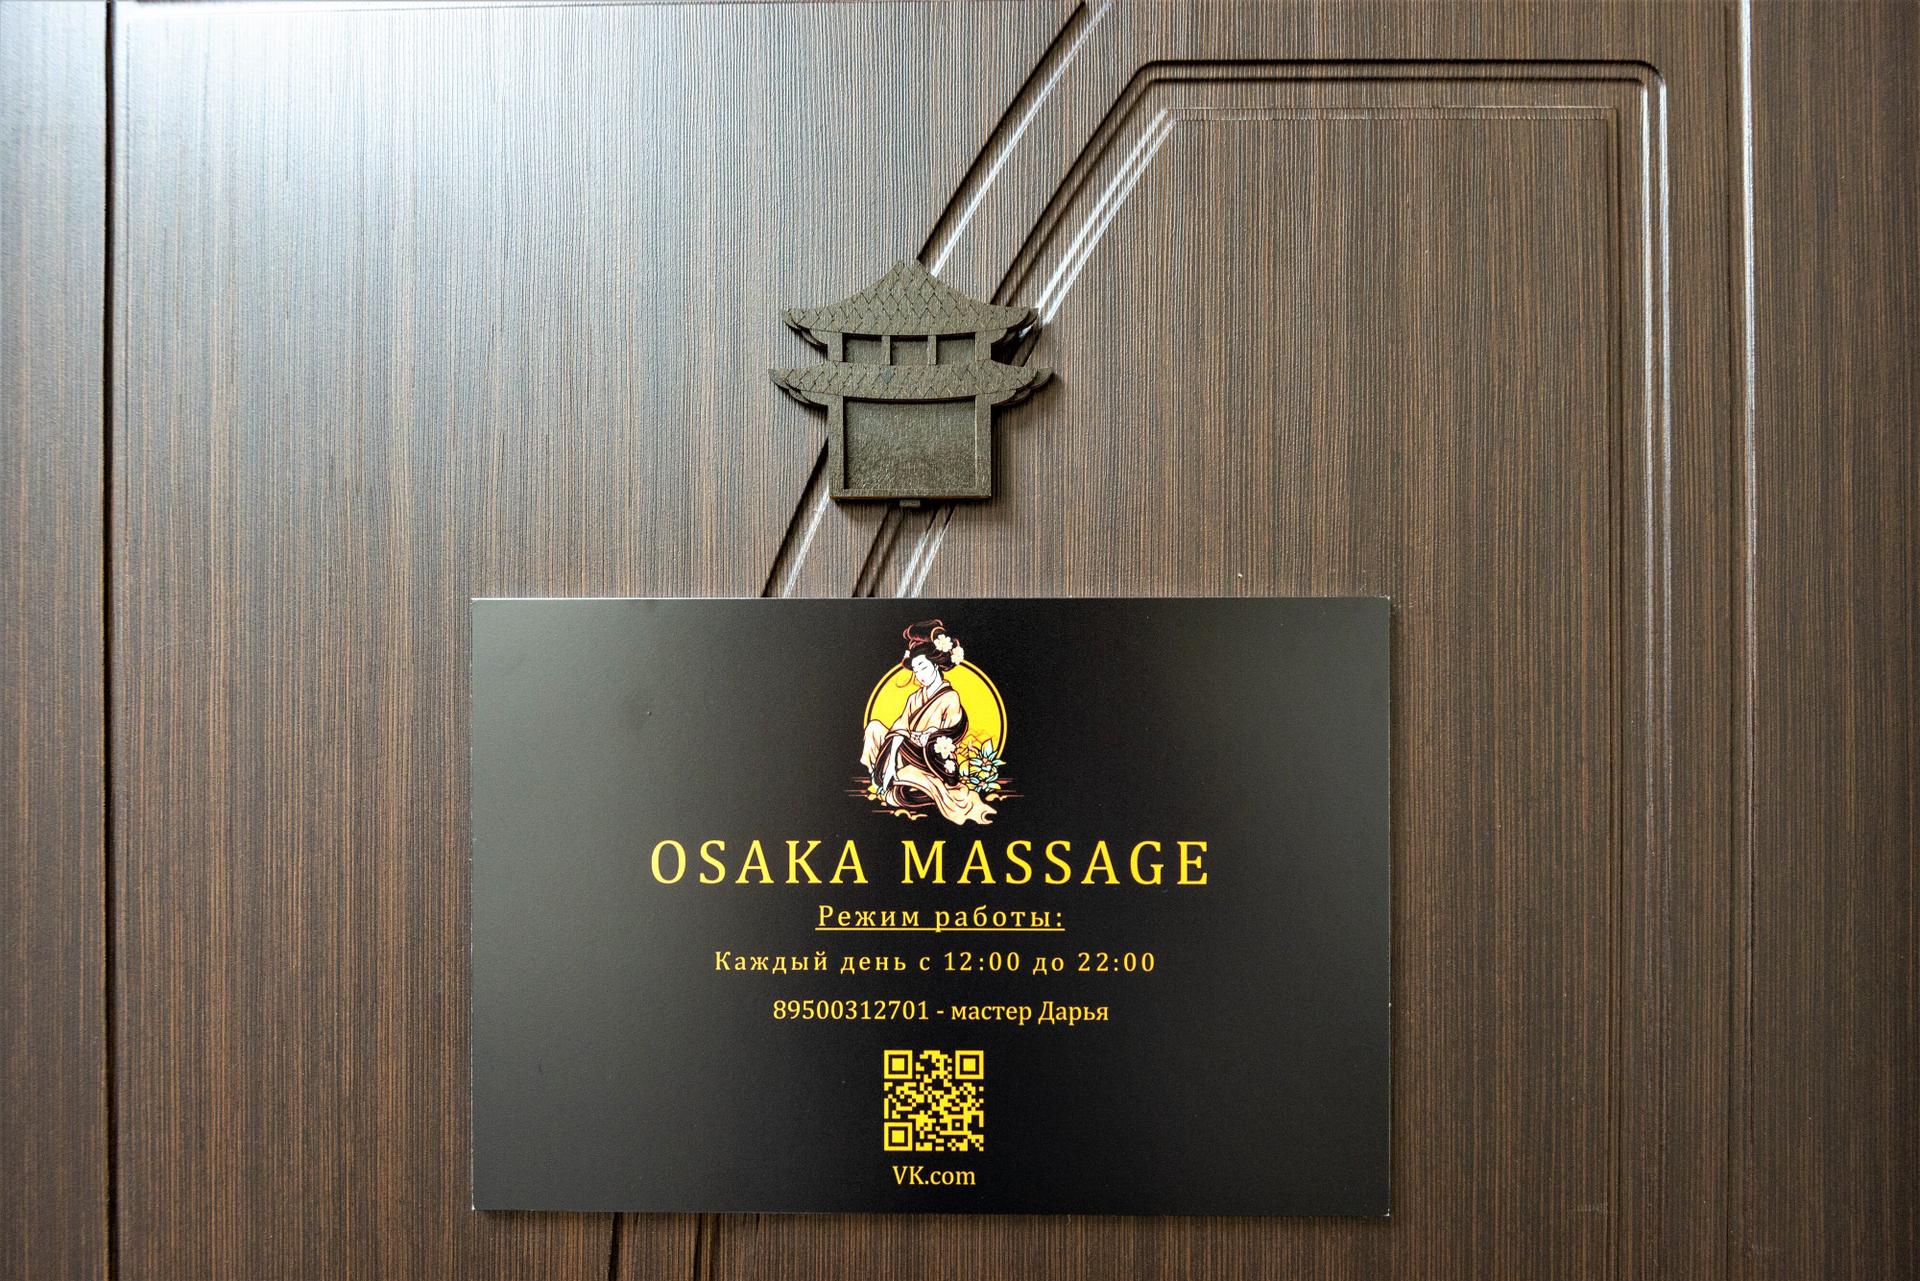 OSAKA MASSAGE
Режим работы:
Каждый день с 12:00 до 22:00
89500312701 - мастер Дарья
VK.com